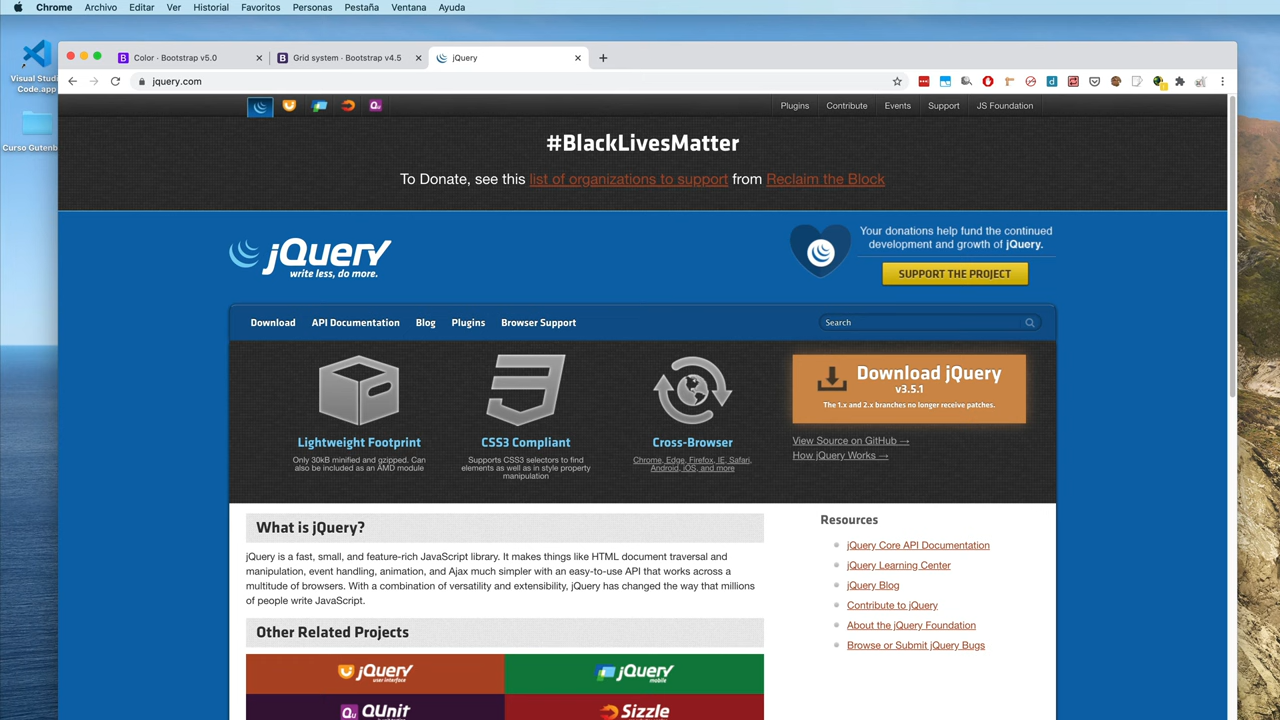 Chrome Archivo Editar Ver Historial Favoritos Personas Pestaña Ventana Ayuda
Color · Bootstrap v5.0
Grid system · Bootstrap v4.5
jQuery
jquery.com
Visual Studi
Code.app
Curso Gutenb
Plugins Contribute Events Support JS Foundation
#BlackLivesMatter
To Donate, see this list of organizations to support from Reclaim the Block
jQuery
write less, do more.
Your donations help fund the continued
development and growth of jQuery.
SUPPORT THE PROJECT
Download API Documentation Blog Plugins Browser Support
Search
Lightweight Footprint
Only 30kB minified and gzipped. Can
also be included as an AMD module
CSS3 Compliant
Supports CSS3 selectors to find
elements as well as in style property
manipulation
Cross-Browser
Chrome, Edge, Firefox, IE, Safari,
Android, iOS, and more
Download jQuery
v3.5.1
The 1.x and 2.x branches no longer receive patches.
View Source on GitHub →
How jQuery Works →
What is jQuery?
jQuery is a fast, small, and feature-rich JavaScript library. It makes things like HTML document traversal and
manipulation, event handling, animation, and Ajax much simpler with an easy-to-use API that works across a
multitude of browsers. With a combination of versatility and extensibility, jQuery has changed the way that millions
of people write JavaScript.
Other Related Projects
jQuery
user interface
jQuery
mobile
QUnit
Sizzle
Resources
jQuery Core API Documentation
jQuery Learning Center
jQuery Blog
Contribute to jQuery
About the jQuery Foundation
Browse or Submit jQuery Bugs